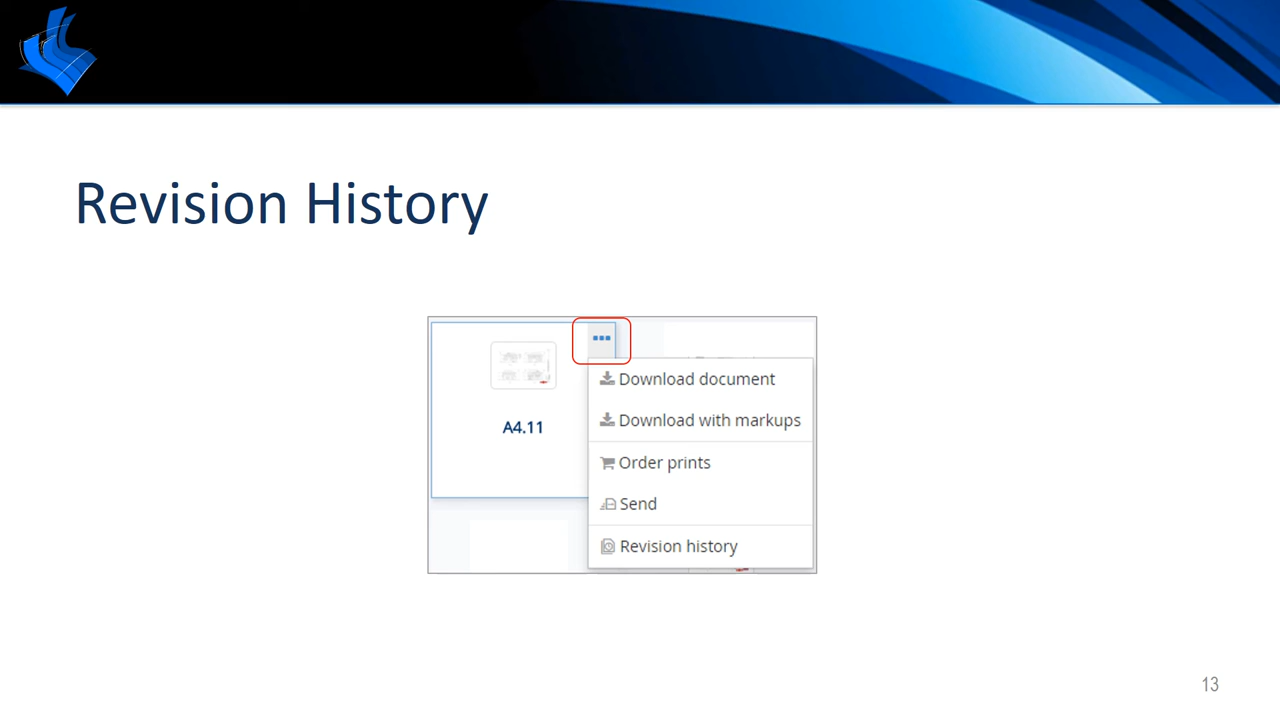 Revision History
A4.11
Download document
Download with markups
Order prints
Send
Revision history
13